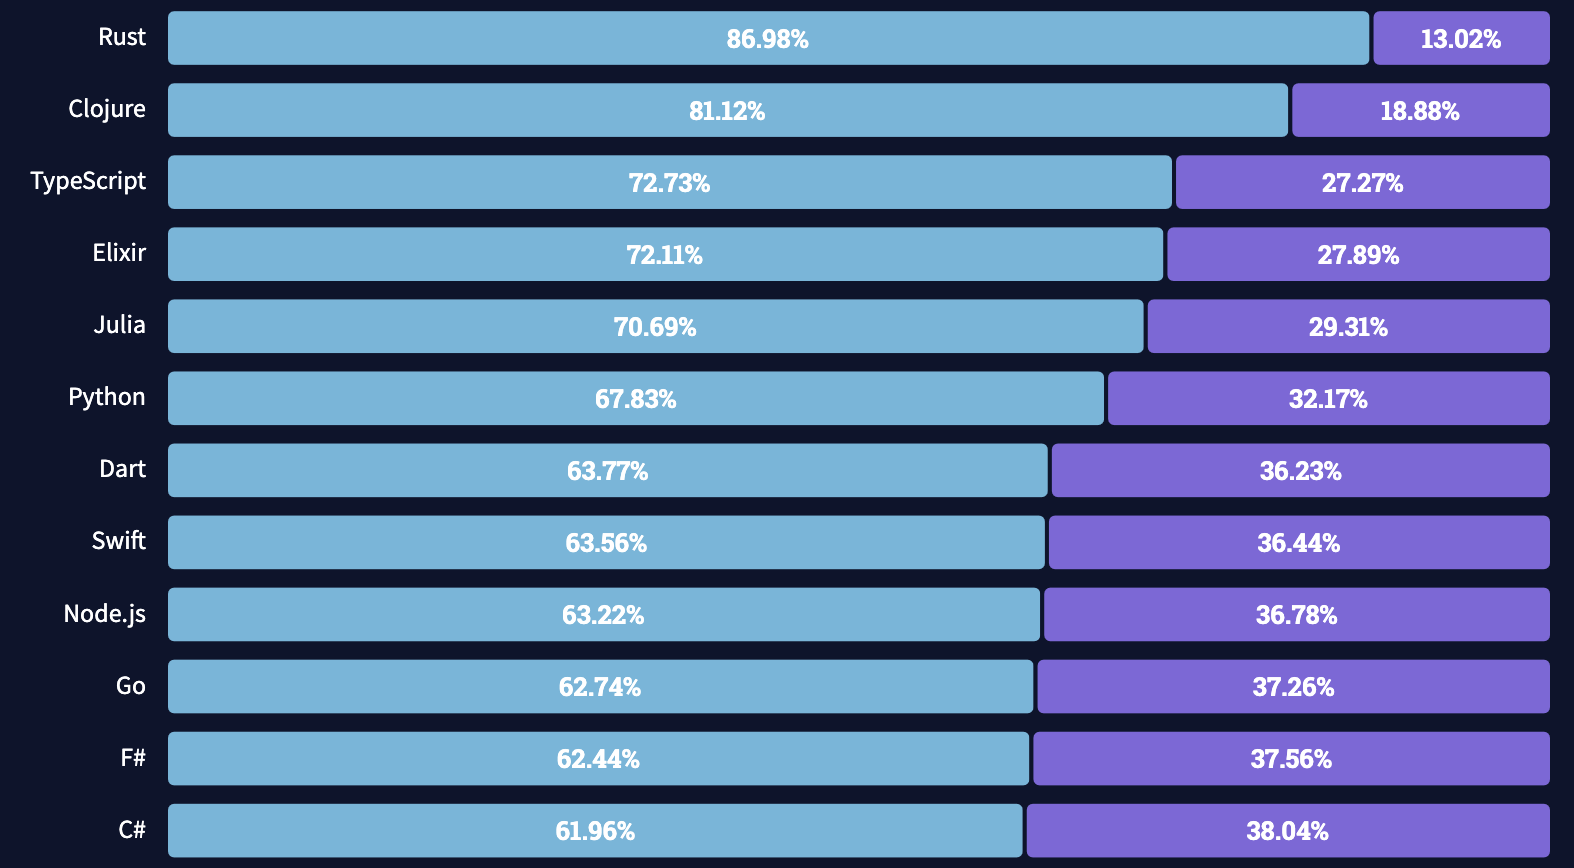 Rust 86.98% 13.02%
Clojure 81.12% 18.88%
TypeScript 72.73% 27.27%
Elixir 72.11% 27.89%
Julia 70.69% 29.31%
Python 67.83% 32.17%
Dart 63.77% 36.23%
Swift 63.56% 36.44%
Node.js 63.22% 36.78%
Go 62.74% 37.26%
F# 62.44% 37.56%
C# 61.96% 38.04%